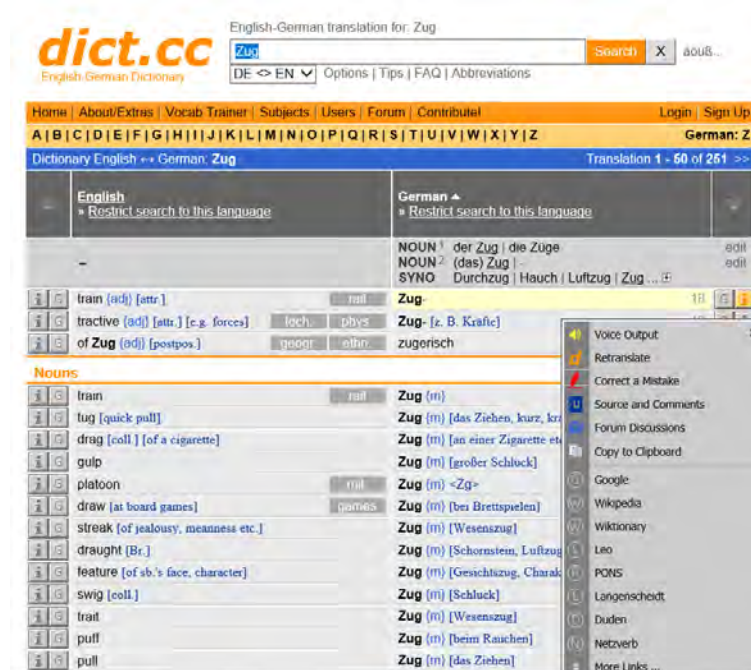 English-German translation for: Zug
dict.cc
English-German Dictionary
Zug
Search X äöüß...
DE <> EN Options | Tips | FAQ | Abbreviations
Home | About/Extras | Vocab Trainer | Subjects | Users | Forum | Contribute! Login | Sign Up
A | B | C | D | E | F | G | H | I | J | K | L | M | N | O | P | Q | R | S | T | U | V | W | X | Y | Z German: Z
Dictionary English ↔ German: Zug Translation 1 - 50 of 251 >>
English German ▲
» Restrict search to this language » Restrict search to this language
NOUN¹ der Zug | die Züge edit
NOUN² (das) Zug | - edit
– SYNO Durchzug | Hauch | Luftzug | Zug ...
i G train {adj} [attr.] rail Zug- 18 G i
i G tractive {adj} [attr.] [e.g. forces] tech. phys. Zug- [z. B. Kräfte]
i G of Zug {adj} [postpos.] geogr. ethn. zugerisch
Nouns
i G train rail Zug {m}
i G tug [quick pull] Zug {m} [das Ziehen, kurz,
i G drag [coll.] [of a cigarette] Zug {m} [an einer Zigarette
i G gulp Zug {m} [großer Schluck]
i G platoon mil. Zug {m} <Zg>
i G draw [at board games] games Zug {m} [bei Brettspielen]
i G streak [of jealousy, meanness etc.] Zug {m} [Wesenszug]
i G draught [Br.] Zug {m} [Schornstein, Luftzug
i G feature [of sb.'s face, character] Zug {m} [Gesichtszug, Charak
i G swig [coll.] Zug {m} [Schluck]
i G trait Zug {m} [Wesenszug]
i G puff Zug {m} [beim Rauchen]
i G pull Zug {m} [das Ziehen]
Voice Output
Retranslate
Correct a Mistake
Source and Comments
Forum Discussions
Copy to Clipboard
Google
Wikipedia
Wiktionary
Leo
PONS
Langenscheidt
Duden
Netzverb
More Links ...